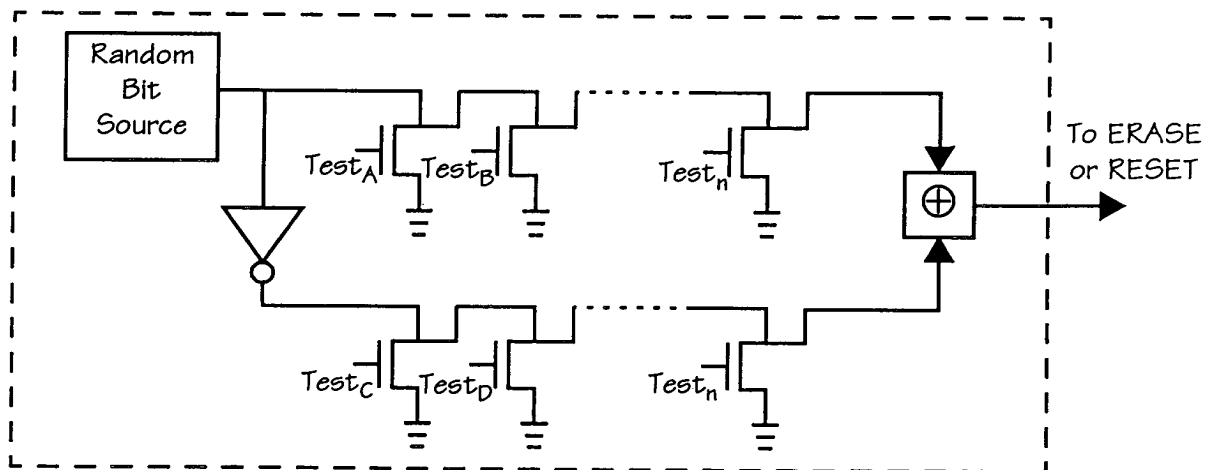 Random
Bit
Source
To ERASE
or RESET
Test_A
Test_B
Test_n
Test_C
Test_D
Test_n